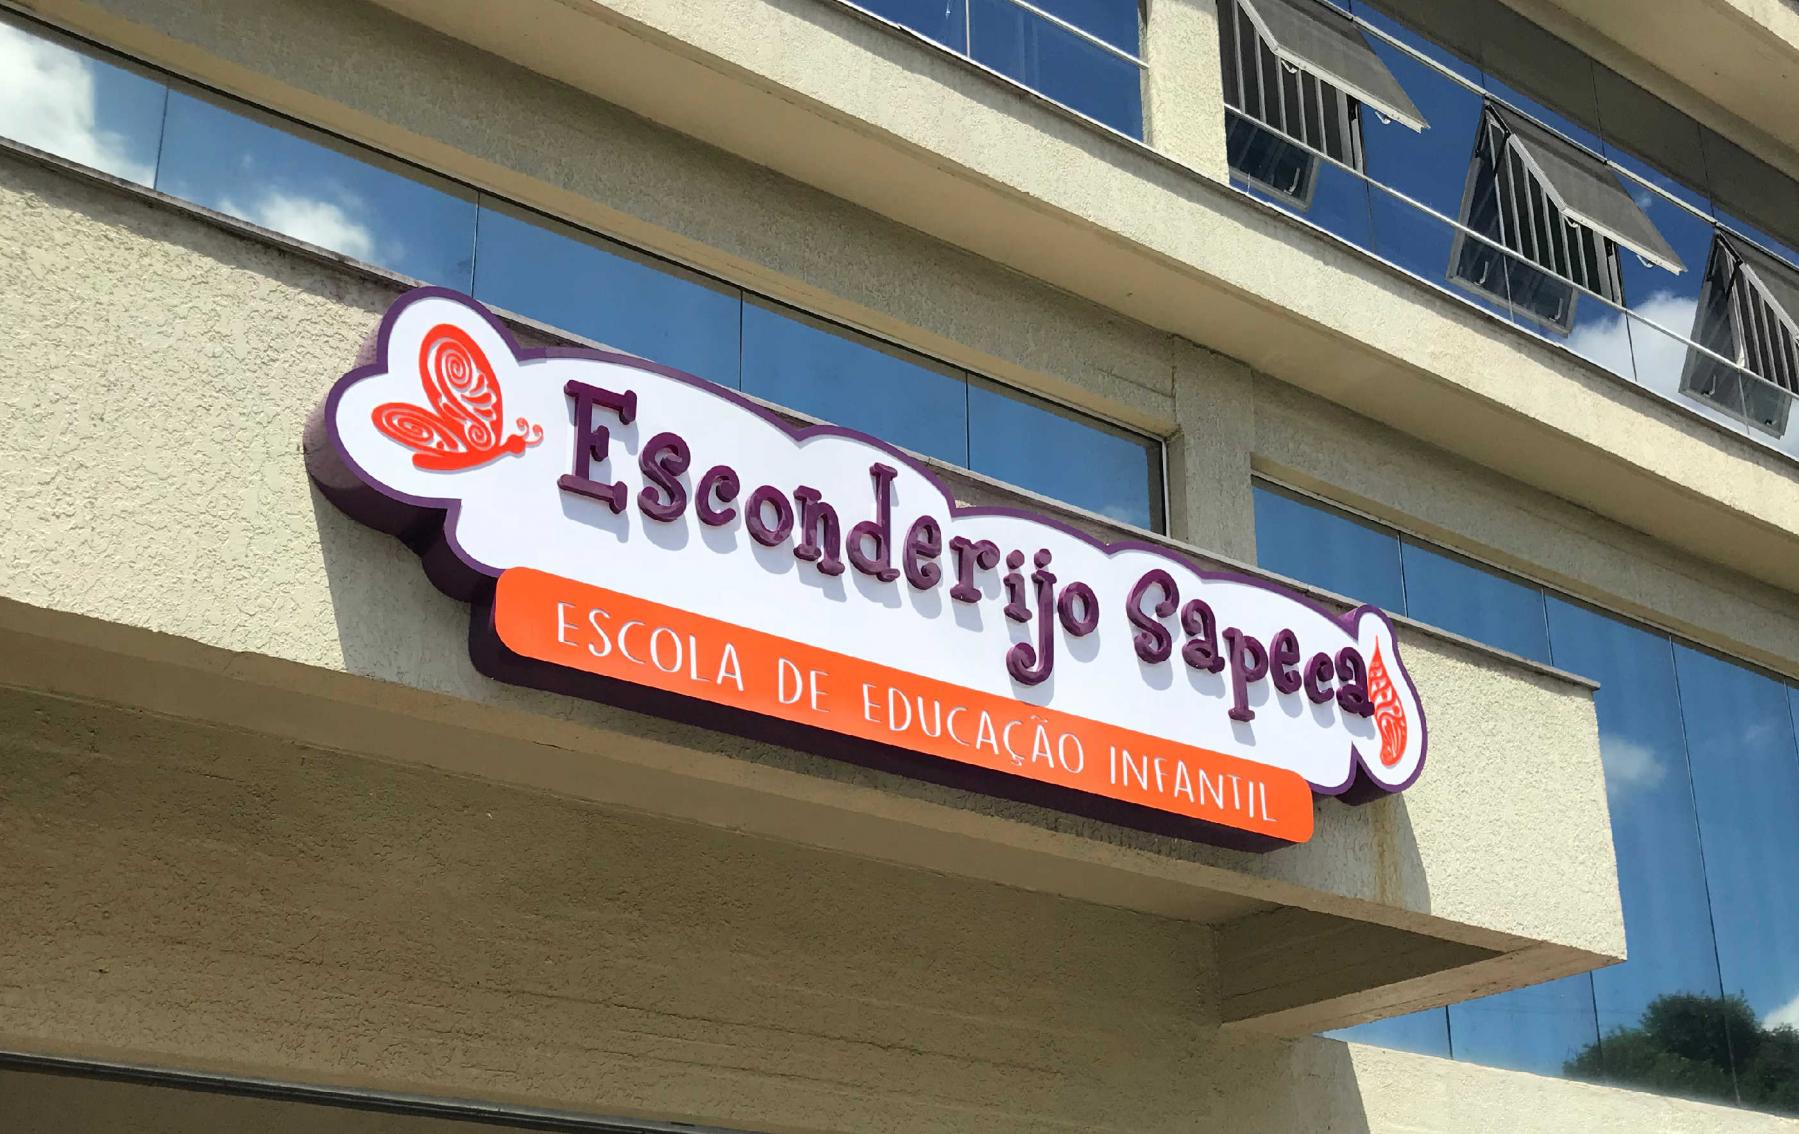 Esconderijo Sapeca
ESCOLA DE EDUCAÇÃO INFANTIL